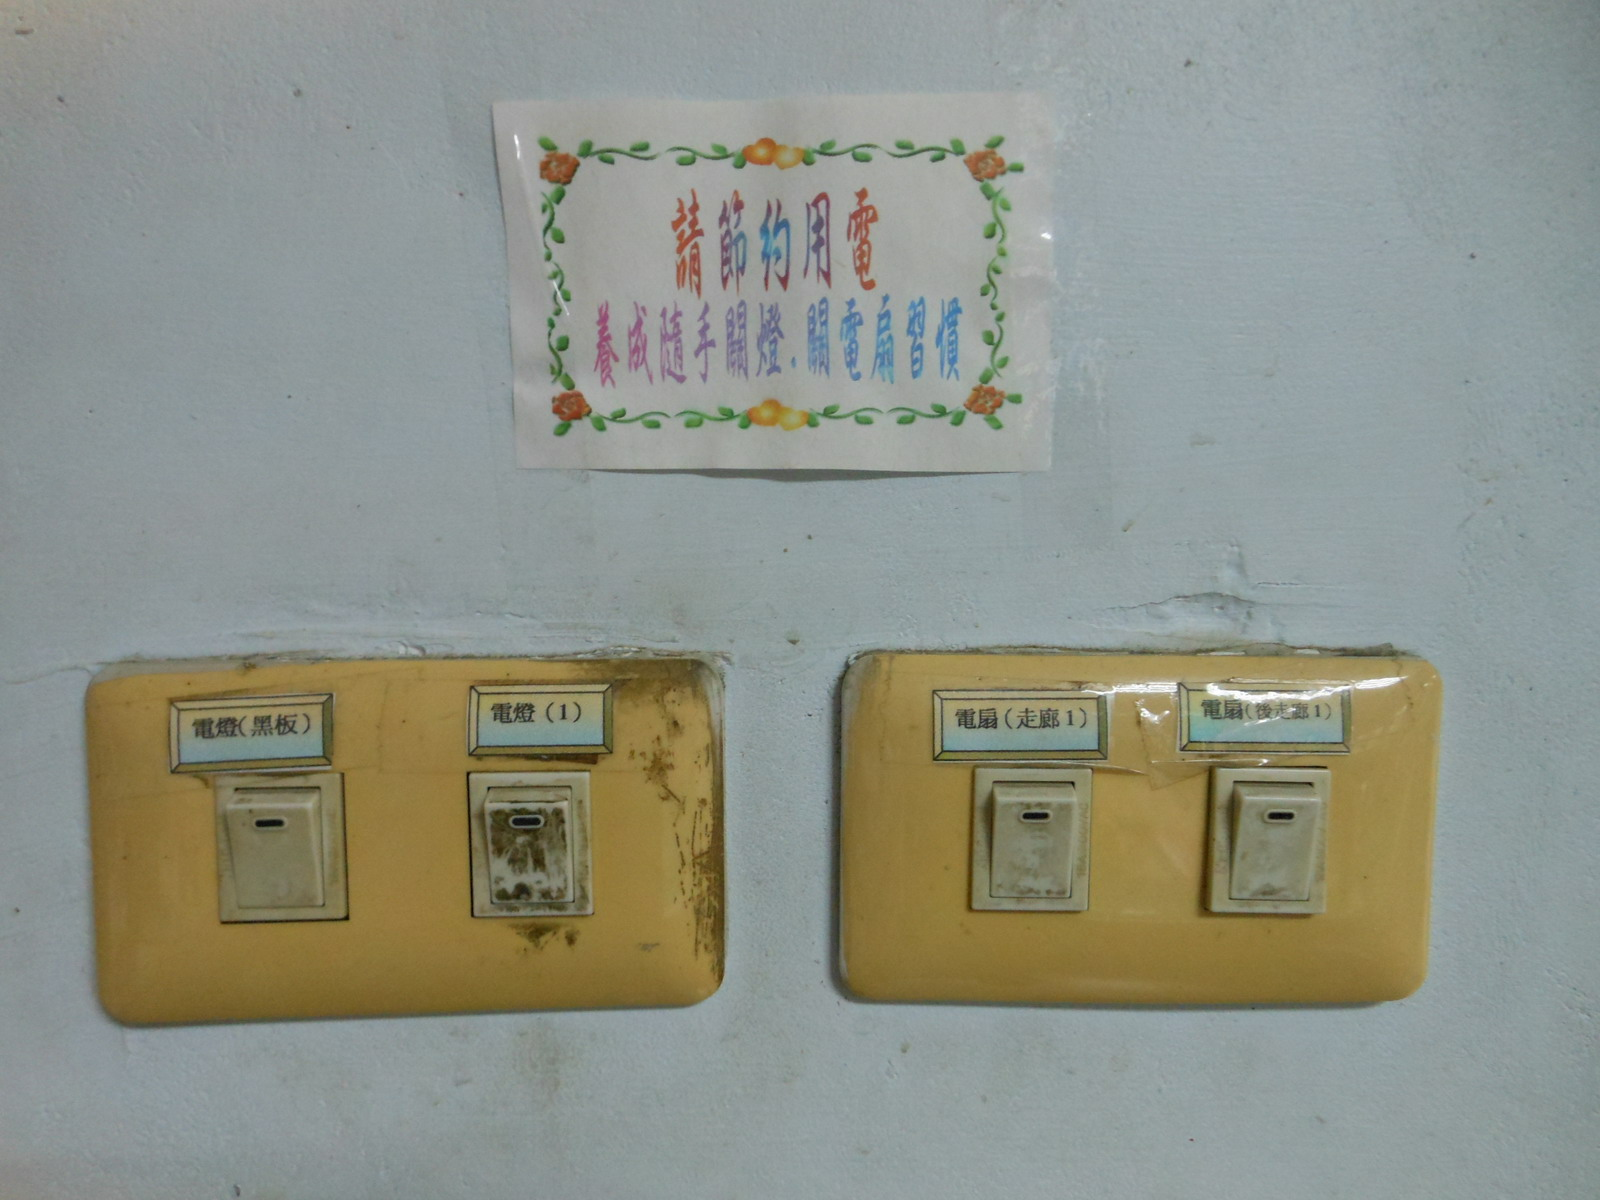 請節約用電
養成隨手關燈.關電扇習慣
電燈(黑板)
電燈(1)
電扇(走廊1)
電扇(後走廊1)